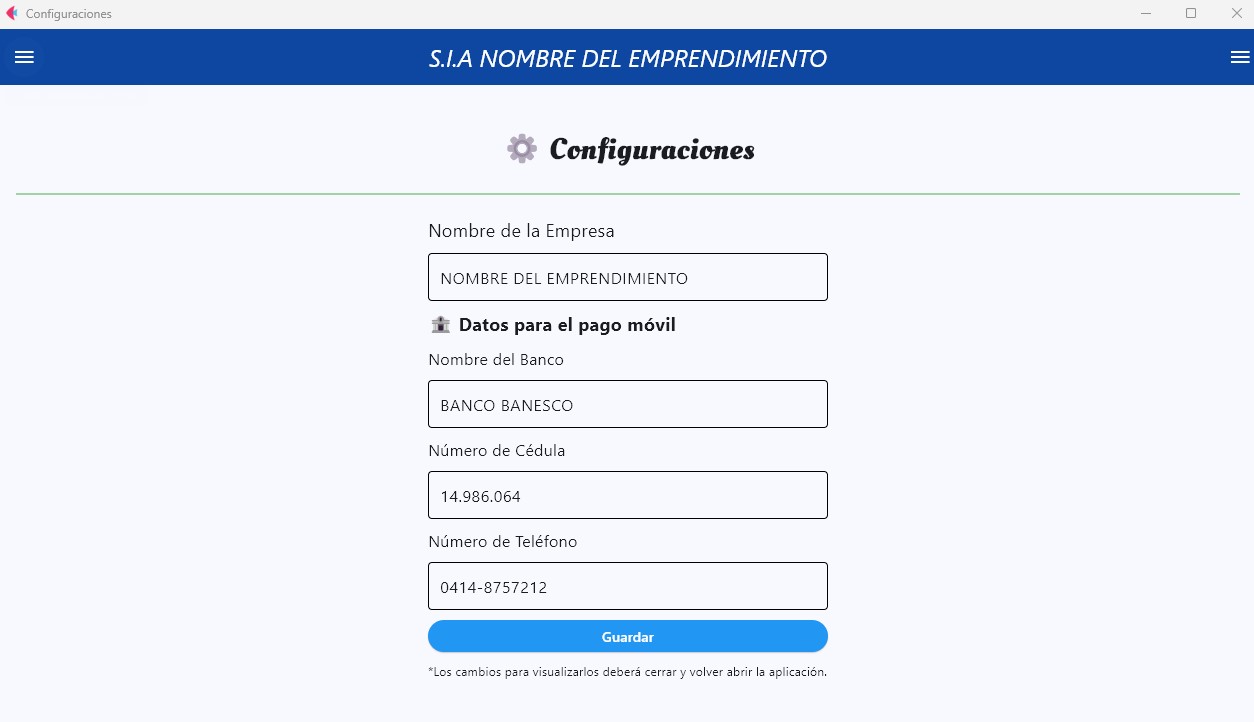 Configuraciones
S.I.A NOMBRE DEL EMPRENDIMIENTO
Configuraciones
Nombre de la Empresa
NOMBRE DEL EMPRENDIMIENTO
Datos para el pago móvil
Nombre del Banco
BANCO BANESCO
Número de Cédula
14.986.064
Número de Teléfono
0414-8757212
Guardar
*Los cambios para visualizarlos deberá cerrar y volver abrir la aplicación.